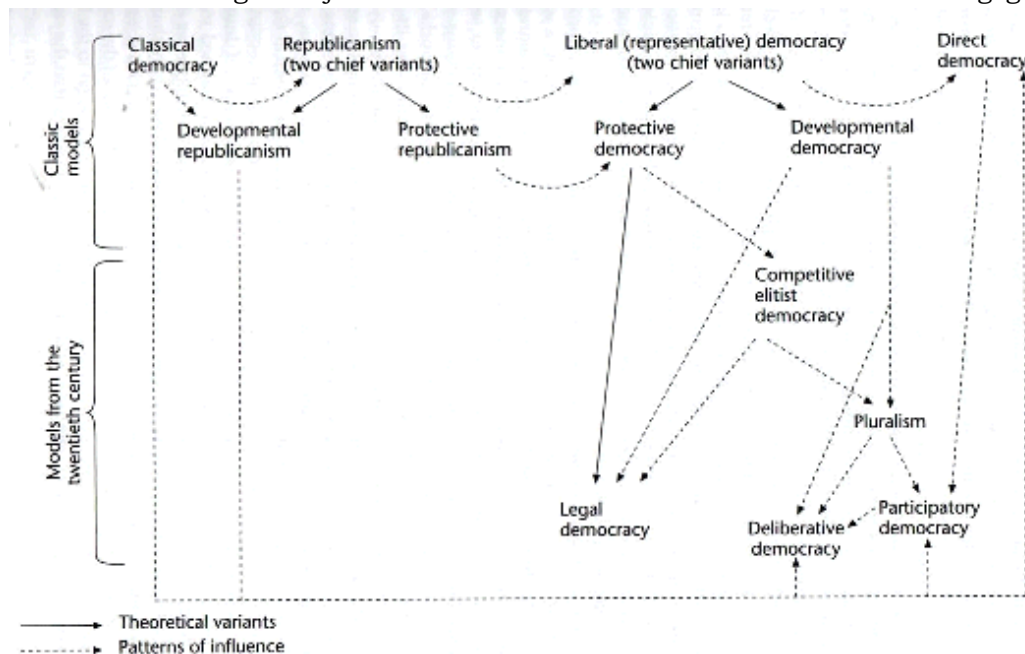 Classical
democracy
Republicanism
(two chief variants)
Liberal (representative) democracy
(two chief variants)
Direct
democracy
Developmental
republicanism
Protective
republicanism
Protective
democracy
Developmental
democracy
Classic
models
Competitive
elitist
democracy
Models from the
twentieth century
Pluralism
Legal
democracy
Deliberative
democracy
Participatory
democracy
Theoretical variants
Patterns of influence